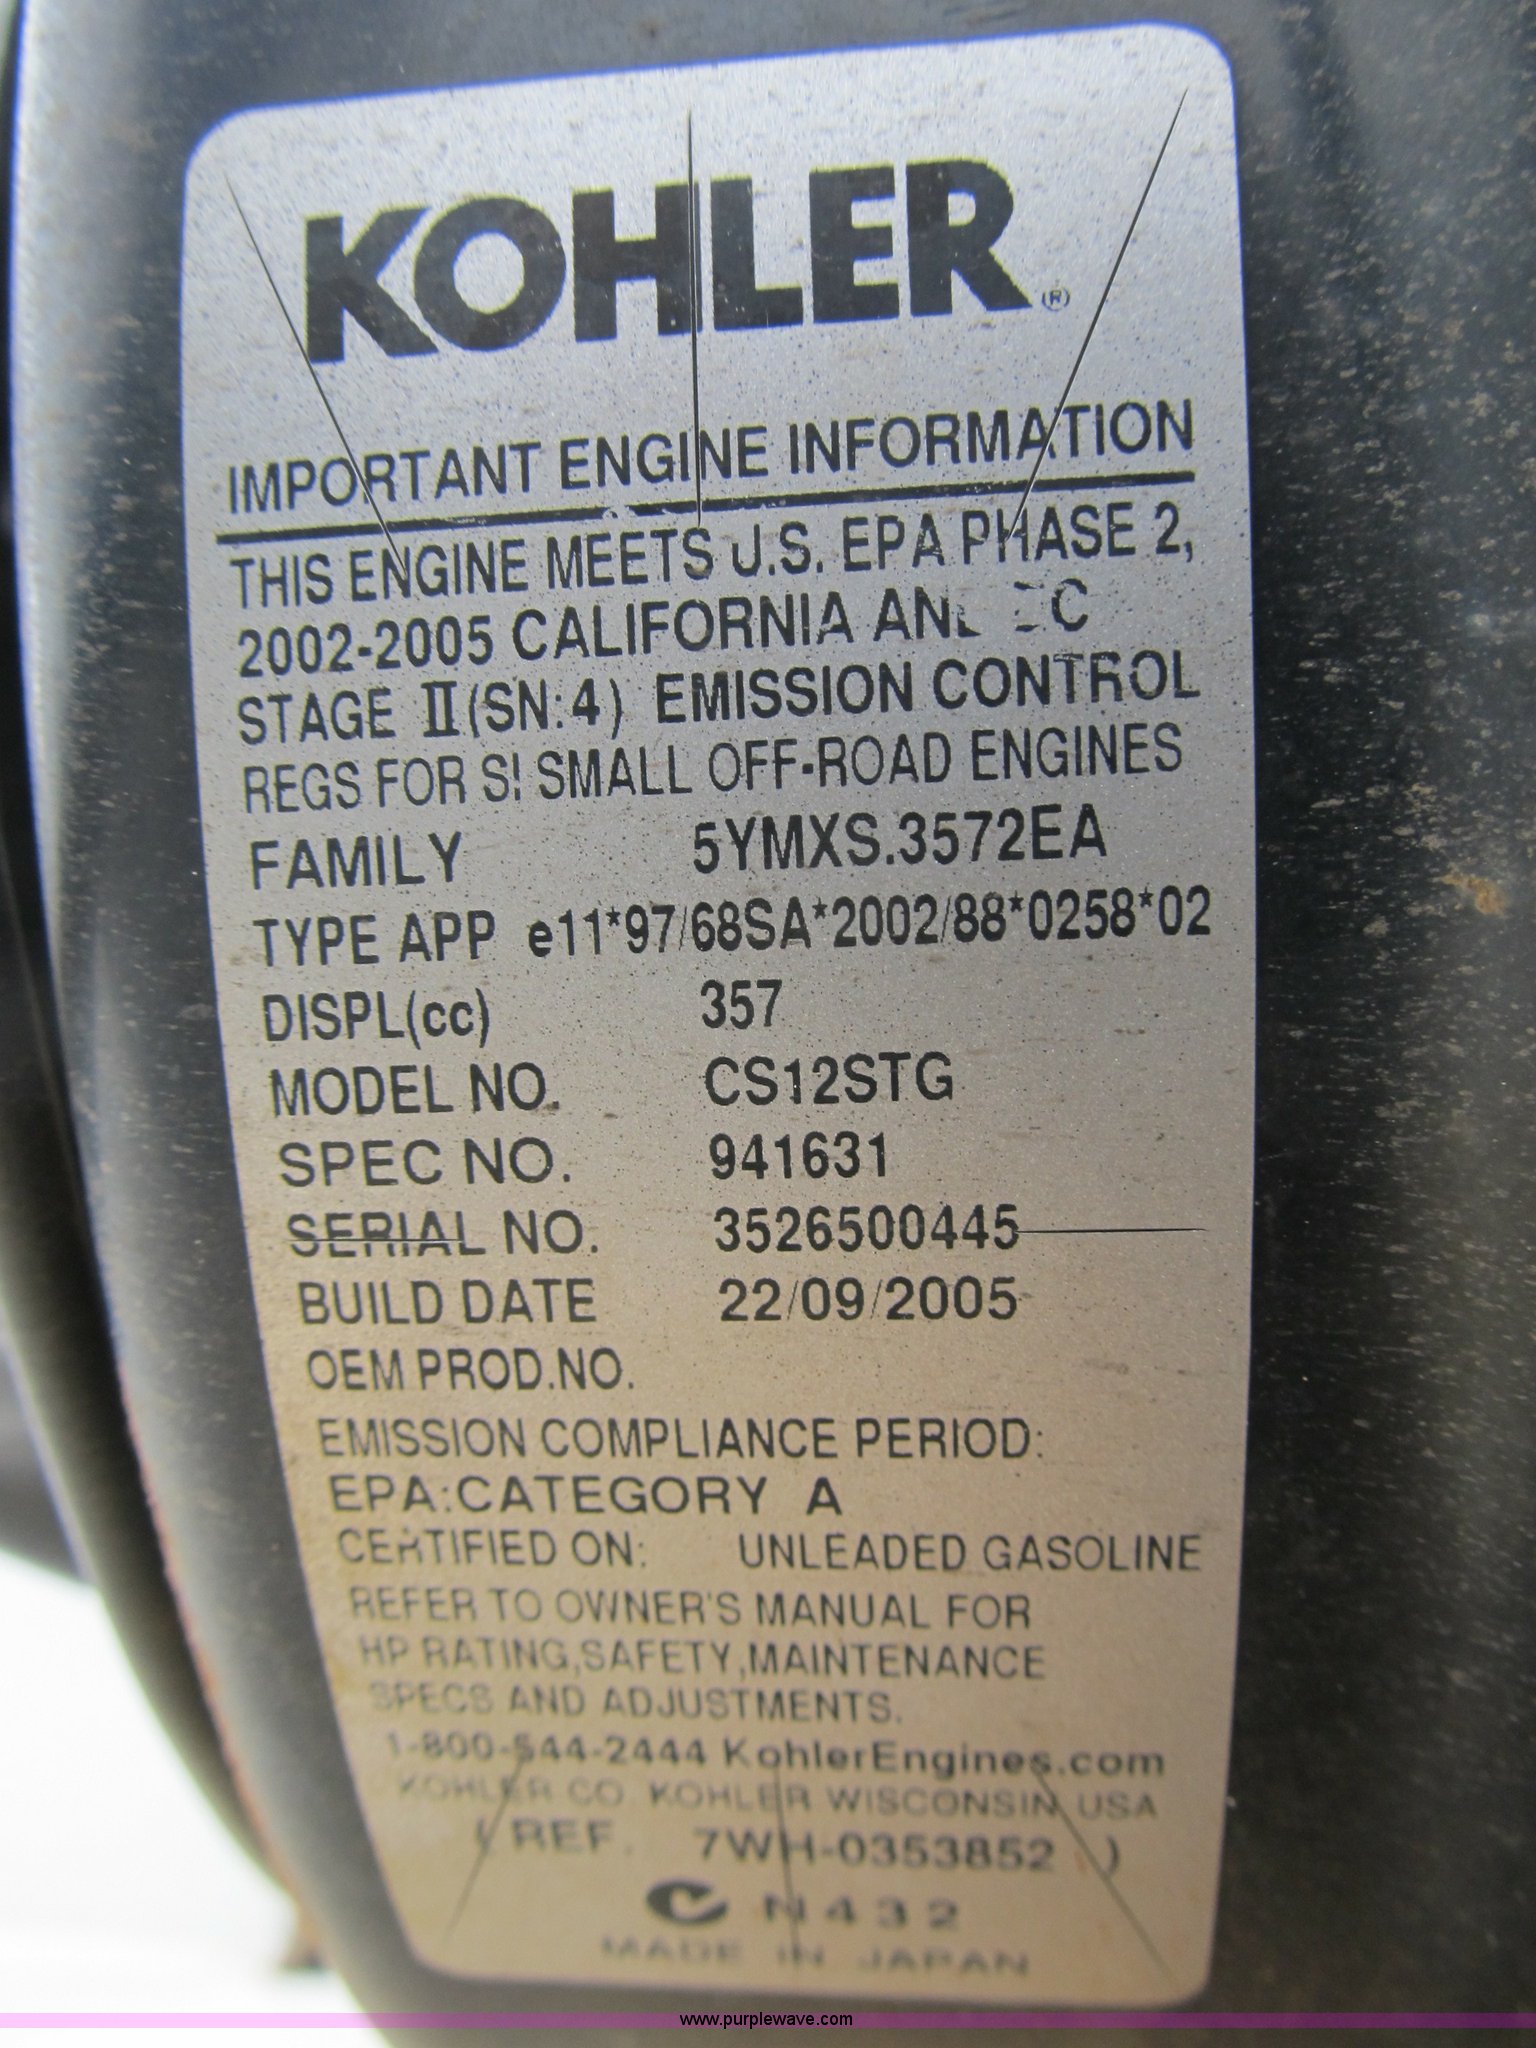 KOHLER®
IMPORTANT ENGINE INFORMATION
THIS ENGINE MEETS U.S. EPA PHASE 2,
2002-2005 CALIFORNIA AND EC
STAGE II (SN:4) EMISSION CONTROL
REGS FOR S! SMALL OFF-ROAD ENGINES
FAMILY 5YMXS.3572EA
TYPE APP e11*97/68SA*2002/88*0258*02
DISPL(cc) 357
MODEL NO. CS12STG
SPEC NO. 941631
SERIAL NO. 3526500445
BUILD DATE 22/09/2005
OEM PROD.NO.
EMISSION COMPLIANCE PERIOD:
EPA:CATEGORY A
CERTIFIED ON: UNLEADED GASOLINE
REFER TO OWNER'S MANUAL FOR
HP RATING,SAFETY,MAINTENANCE
SPECS AND ADJUSTMENTS.
1-800-544-2444 KohlerEngines.com
KOHLER CO. KOHLER WISCONSIN USA
( REF. 7WH-0353852 )
N432
MADE IN JAPAN
www.purplewave.com